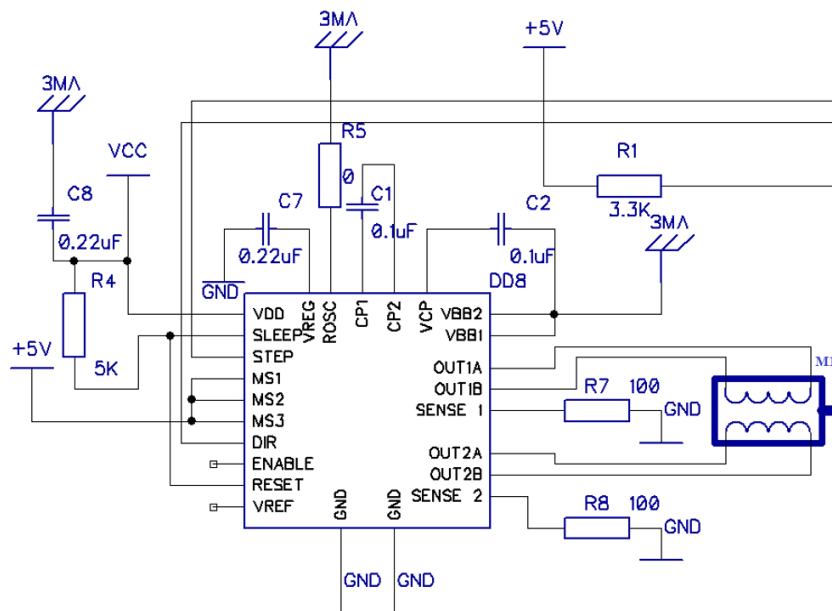 3MA
+5V
3MA
R5
R1
VCC
C8
C7
0
C1
C2
3.3K
3MA
0.22uF
0.22uF
0.1uF
0.1uF
R4
GND
DD8
VDD
VREG
ROSC
CP1
CP2
VCP
VBB2
SLEEP
VBB1
+5V
5K
STEP
OUT1A
MS1
OUT1B
R7
100
MS2
SENSE 1
GND
MS3
DIR
OUT2A
ENABLE
OUT2B
RESET
SENSE 2
VREF
GND
GND
R8
100
GND
GND
GND